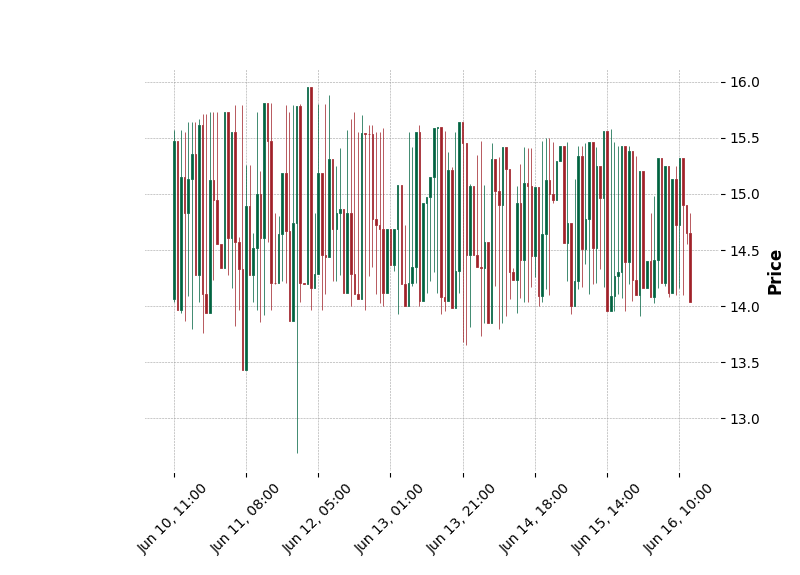 16.0
15.5
15.0
14.5
14.0
13.5
13.0
Price
Jun 10, 11:00
Jun 11, 08:00
Jun 12, 05:00
Jun 13, 01:00
Jun 13, 21:00
Jun 14, 18:00
Jun 15, 14:00
Jun 16, 10:00